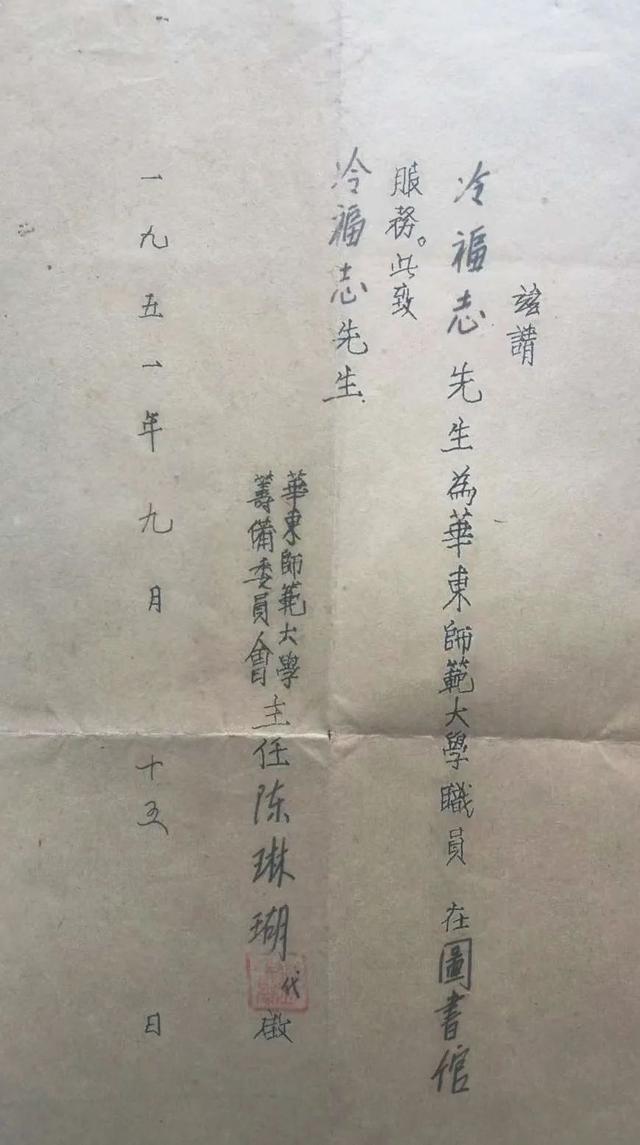 茲請
冷福志先生為華東師範大學職員 在圖書倌
服務。此致
冷福志先生
華東師範大學
籌備委員會主任陈琳瑚代啟
一九五一年九月十五日